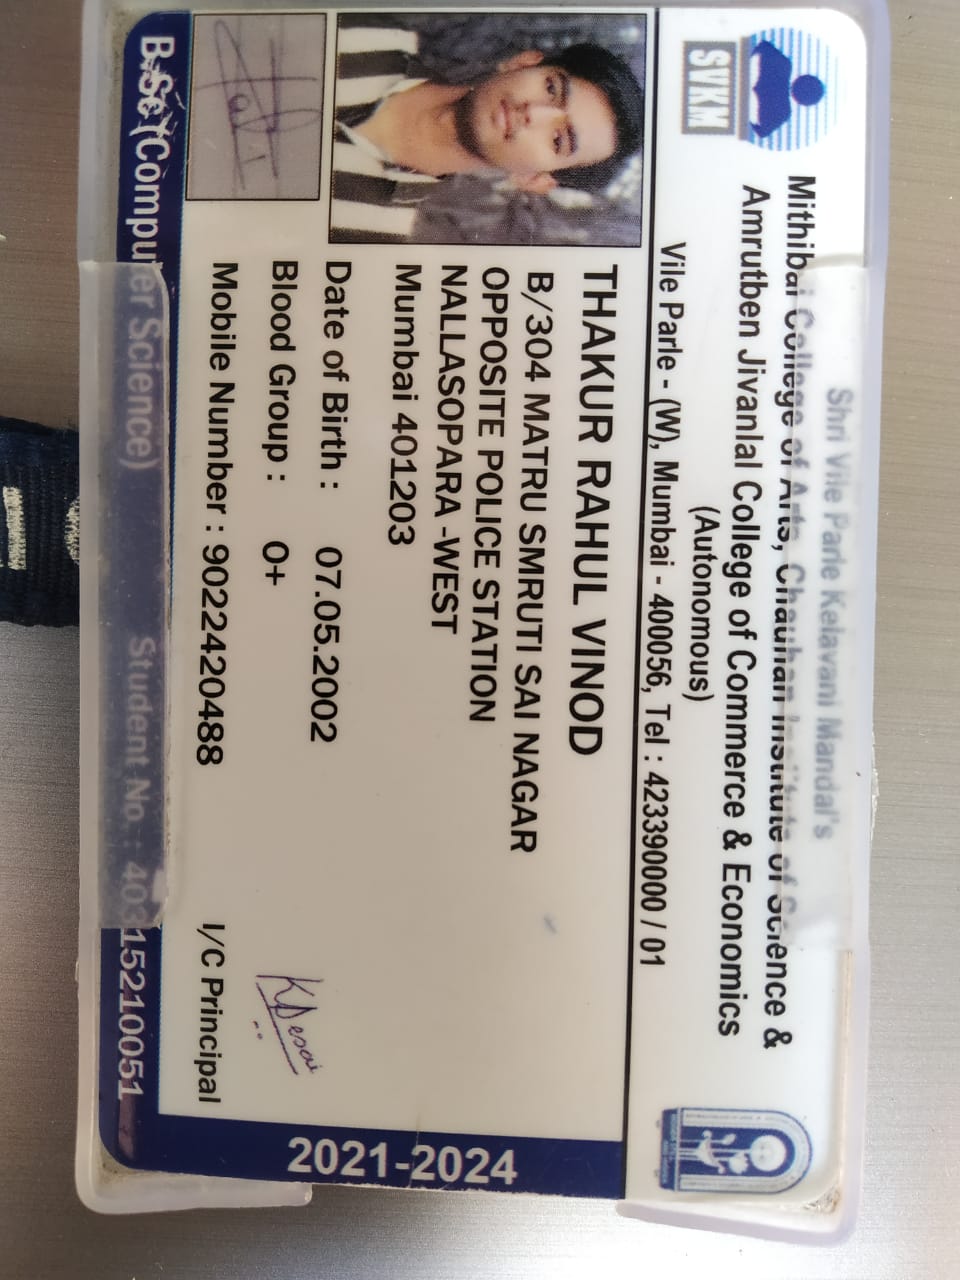 Shri Vile Parle Kelavani Mandal's
Mithibai College of Arts, Chauhan Institute of Science &
Amrutben Jivanlal College of Commerce & Economics
(Autonomous)
Vile Parle - (W), Mumbai - 400056, Tel : 423390000 / 01
SVKM
THAKUR RAHUL VINOD
B/304 MATRU SMRUTI SAI NAGAR
OPPOSITE POLICE STATION
NALLASOPARA -WEST
Mumbai 401203
Date of Birth : 07.05.2002
Blood Group : O+
Mobile Number : 9022420488
KDesai
I/C Principal
B.Sc (Computer Science) Student No : 40315210051
2021-2024